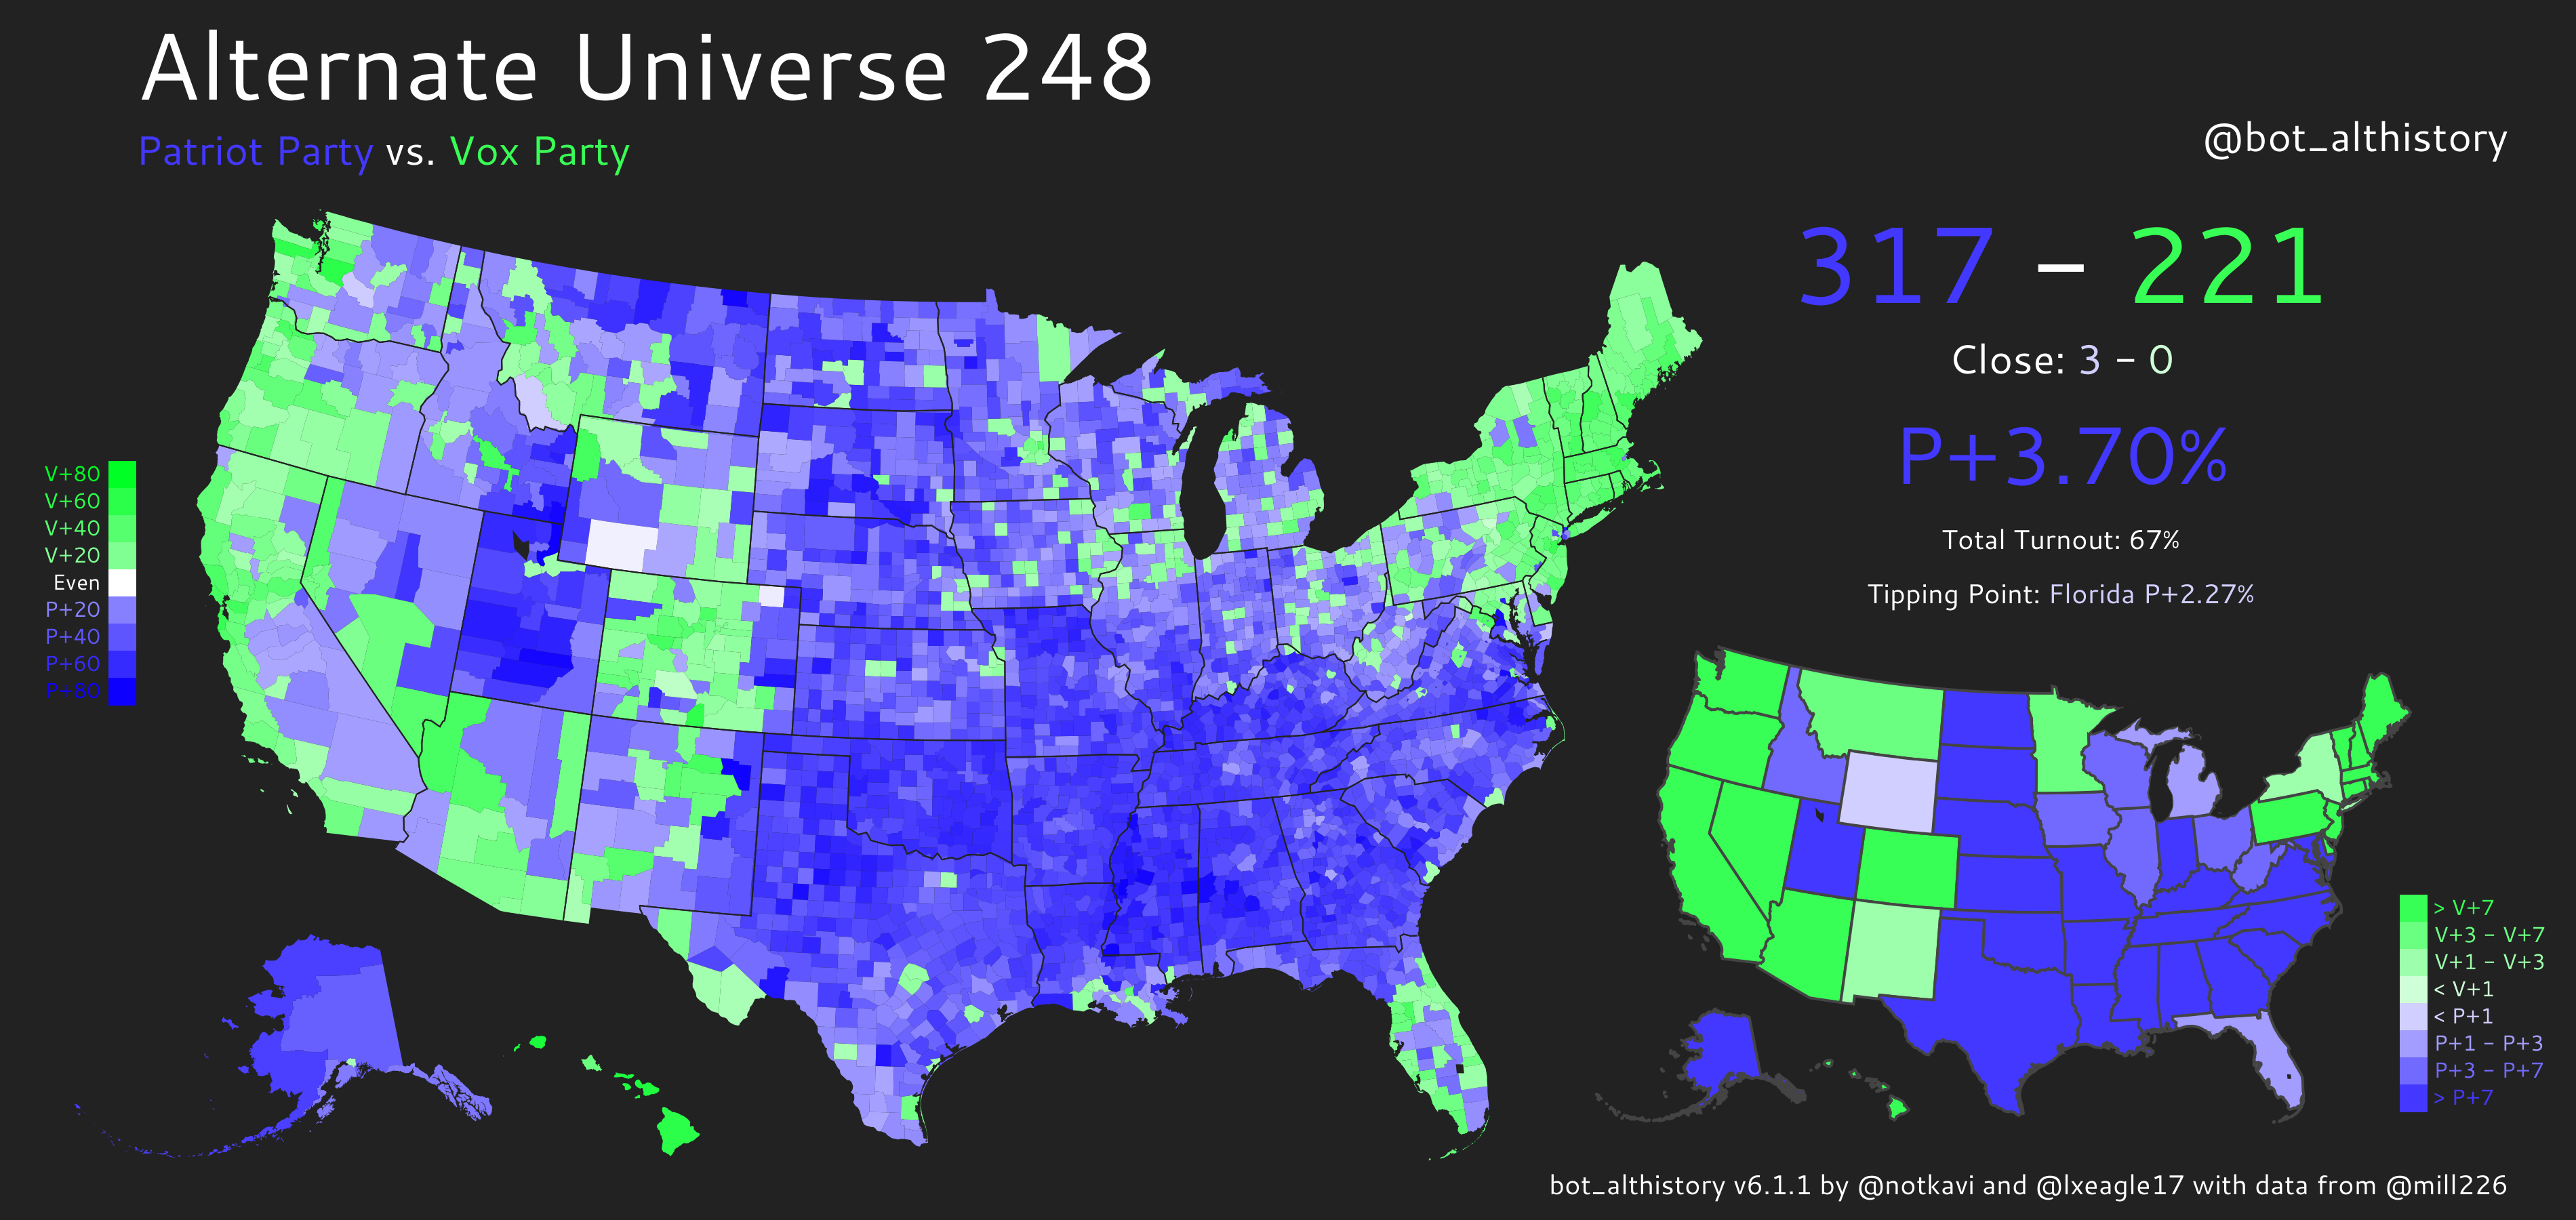 Alternate Universe 248
Patriot Party vs. Vox Party
@bot_althistory
317 – 221
Close: 3 – 0
P+3.70%
Total Turnout: 67%
Tipping Point: Florida P+2.27%
V+80
V+60
V+40
V+20
Even
P+20
P+40
P+60
P+80
> V+7
V+3 – V+7
V+1 – V+3
< V+1
< P+1
P+1 – P+3
P+3 – P+7
> P+7
bot_althistory v6.1.1 by @notkavi and @lxeagle17 with data from @mill226